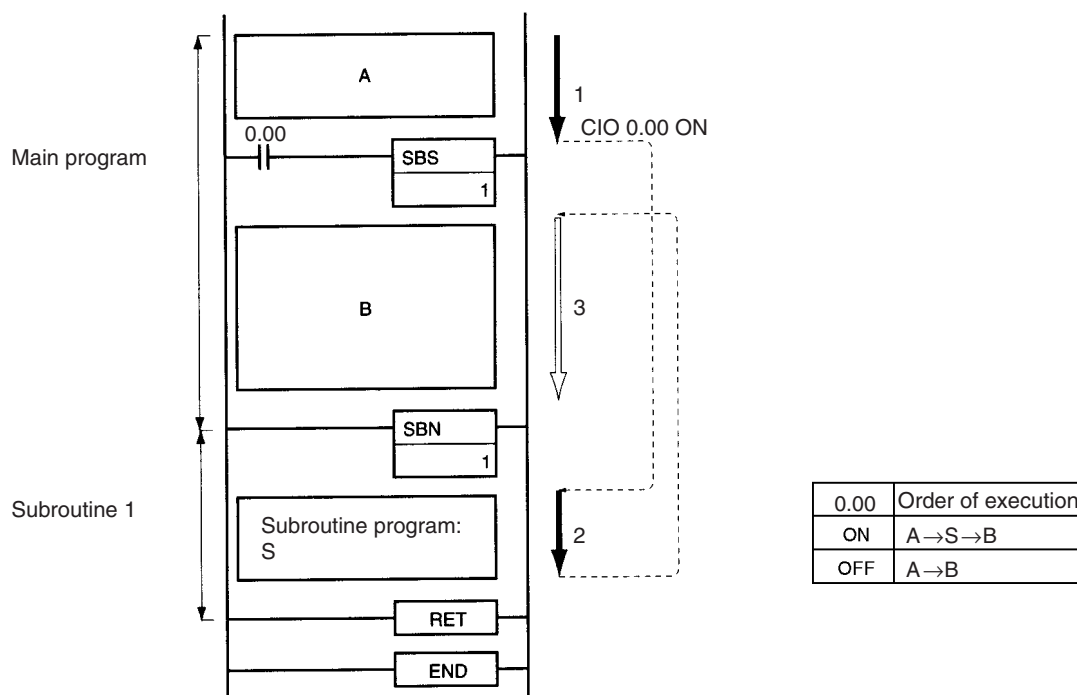 A
1
CIO 0.00 ON
0.00
Main program
SBS
1
B
3
SBN
1
Subroutine 1
Subroutine program:
S
2
0.00 Order of execution
ON A→S→B
OFF A→B
RET
END